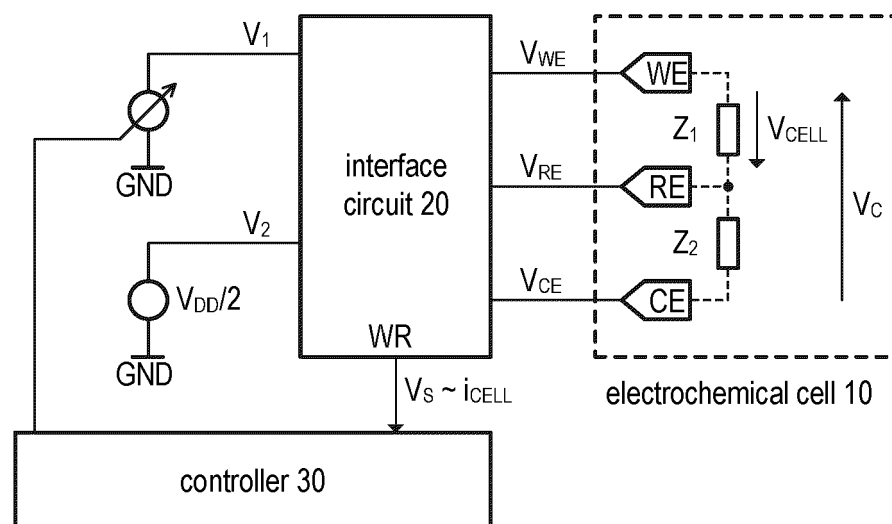 V1
GND
V2
VDD/2
GND
interface
circuit 20
WR
VWE
VRE
VCE
WE
RE
CE
Z1
Z2
VCELL
VC
VS ~ iCELL
electrochemical cell 10
controller 30